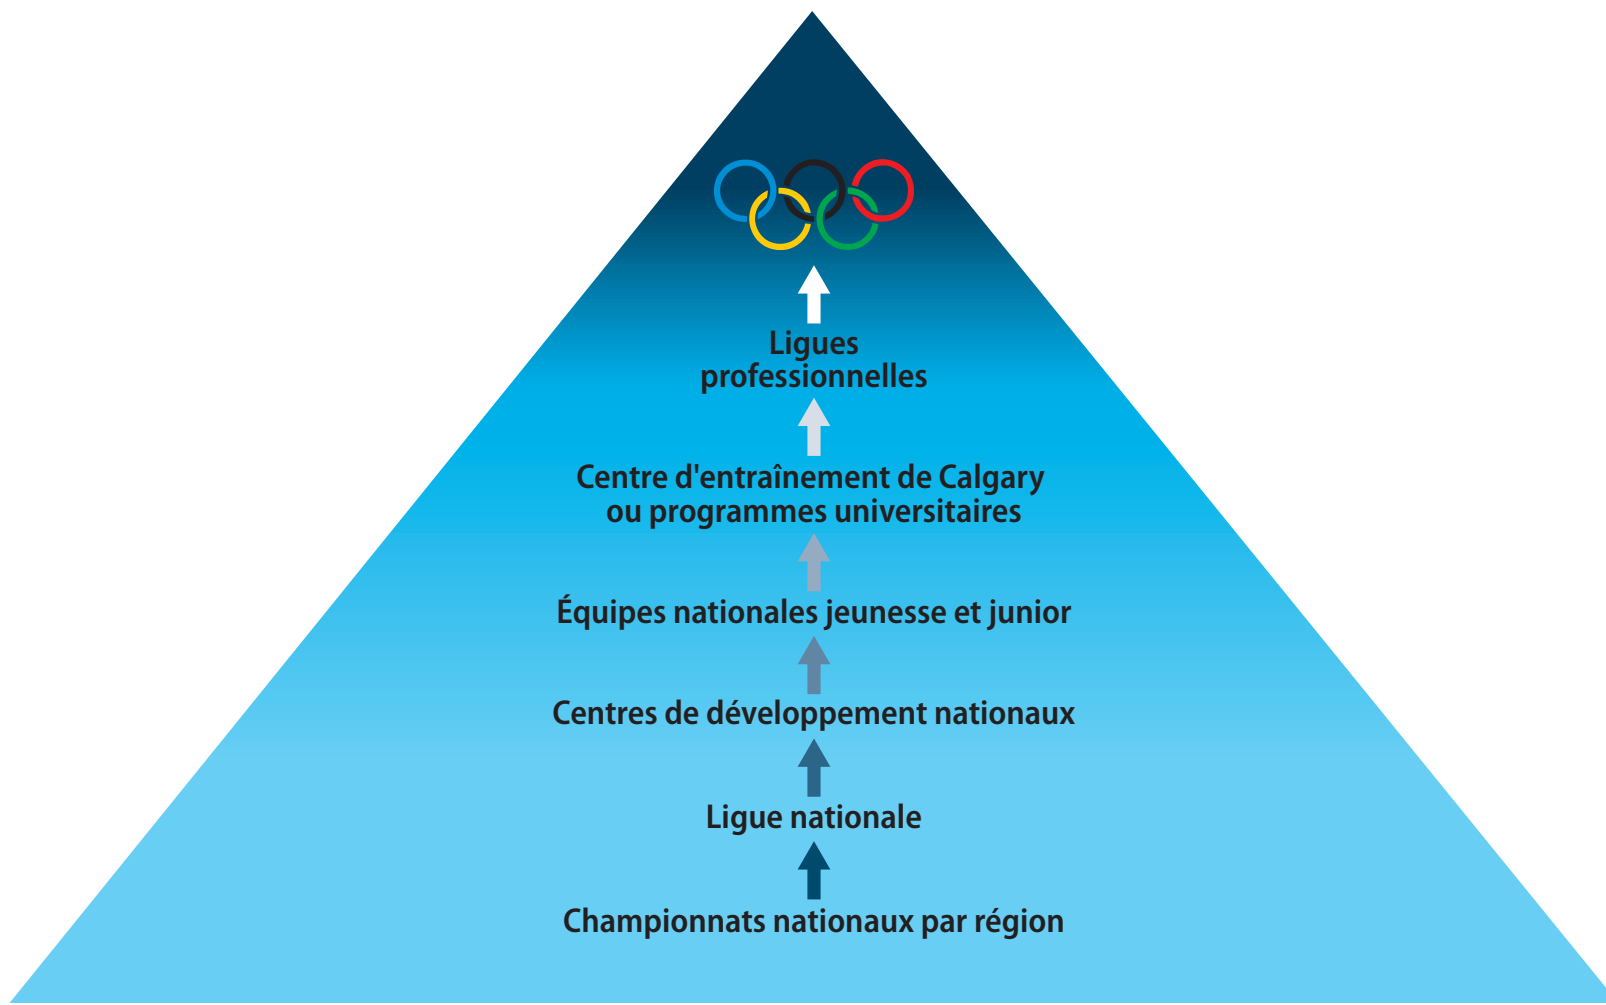 Ligues
professionnelles
Centre d'entraînement de Calgary
ou programmes universitaires
Équipes nationales jeunesse et junior
Centres de développement nationaux
Ligue nationale
Championnats nationaux par région